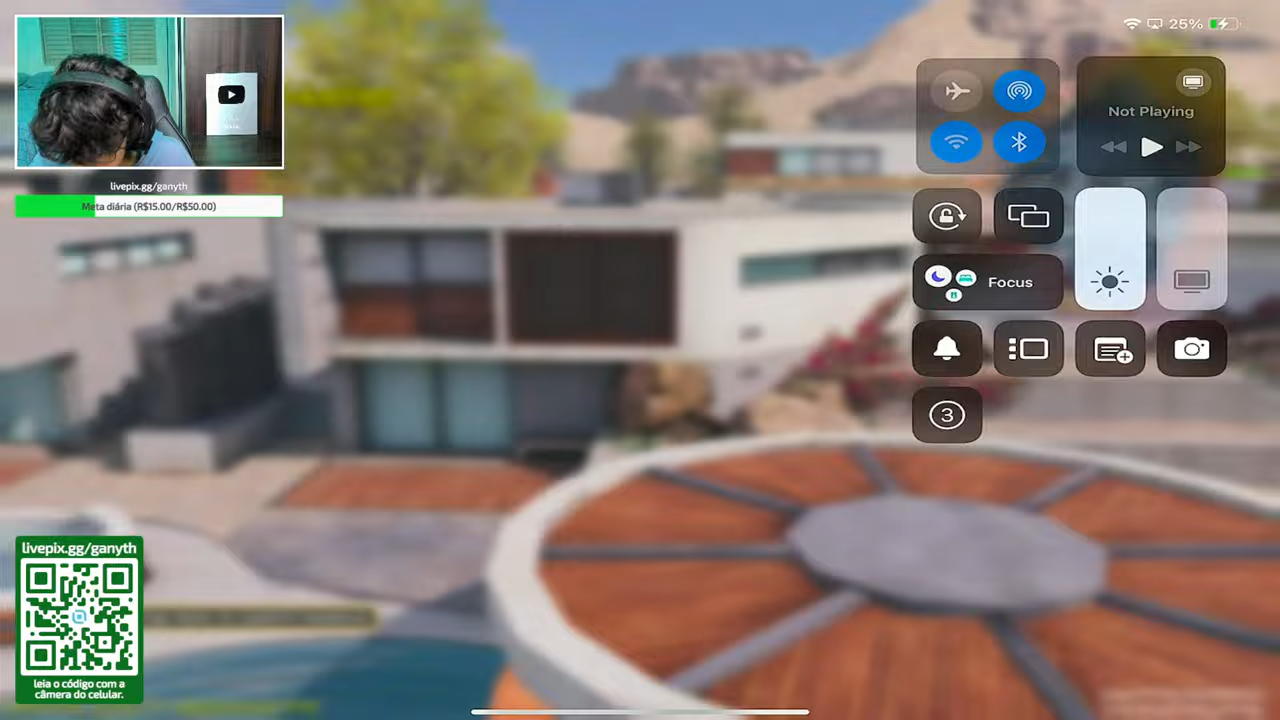 25%
Not Playing
livepix.gg/ganyth
Meta diária (R$15.00/R$50.00)
Focus
3
livepix.gg/ganyth
leia o código com a
câmera do celular.